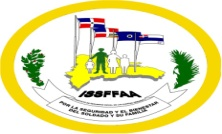 ISSFFAA
POR LA SEGURIDAD Y EL BIENESTAR
DEL SOLDADO Y SU FAMILIA